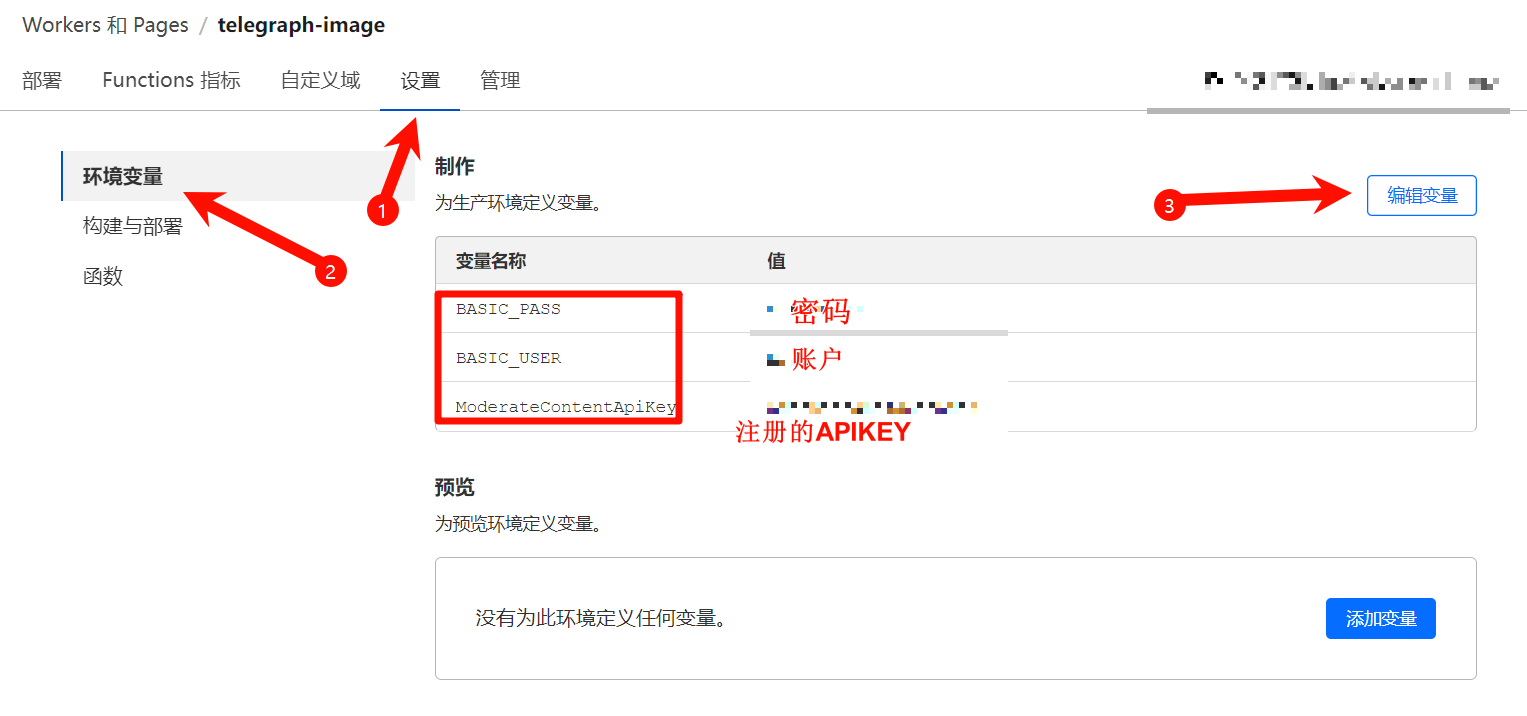 Workers 和 Pages / telegraph-image
部署 Functions 指标 自定义域 设置 管理
环境变量
构建与部署
函数
1
2
制作
为生产环境定义变量。
3
编辑变量
变量名称 值
BASIC_PASS 密码
BASIC_USER 账户
ModerateContentApiKey
注册的APIKEY
预览
为预览环境定义变量。
没有为此环境定义任何变量。
添加变量